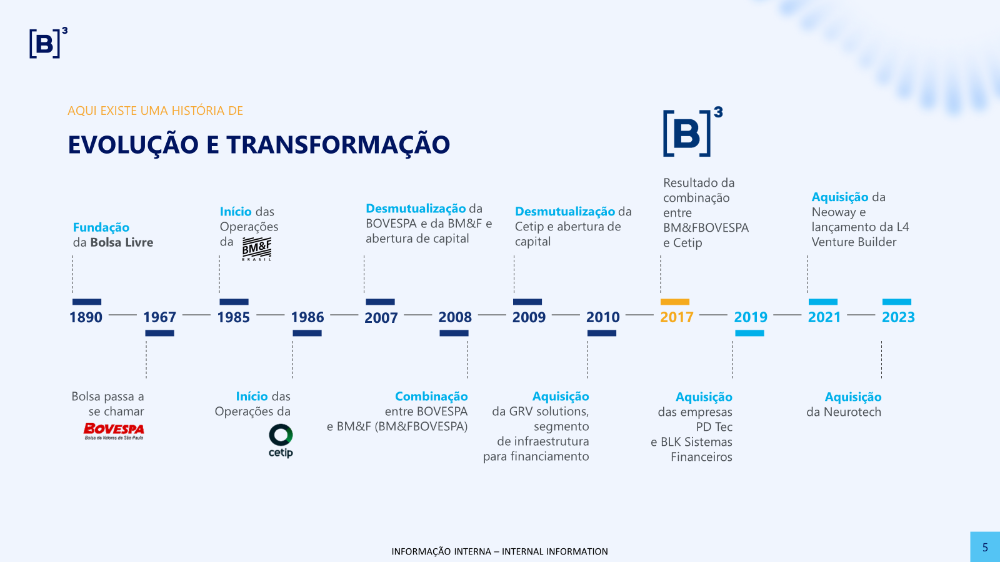 [B]³
AQUI EXISTE UMA HISTÓRIA DE
EVOLUÇÃO E TRANSFORMAÇÃO
[B]³
Fundação
da Bolsa Livre
Início das
Operações
da BM&F
BRASIL
Desmutualização da
BOVESPA e da BM&F e
abertura de capital
Desmutualização da
Cetip e abertura de
capital
Resultado da
combinação
entre
BM&FBOVESPA
e Cetip
Aquisição da
Neoway e
lançamento da L4
Venture Builder
1890 1967 1985 1986 2007 2008 2009 2010 2017 2019 2021 2023
Bolsa passa a
se chamar
BOVESPA
Bolsa de Valores de São Paulo
Início das
Operações da
cetip
Combinação
entre BOVESPA
e BM&F (BM&FBOVESPA)
Aquisição
da GRV solutions,
segmento
de infraestrutura
para financiamento
Aquisição
das empresas
PD Tec
e BLK Sistemas
Financeiros
Aquisição
da Neurotech
INFORMAÇÃO INTERNA – INTERNAL INFORMATION
5